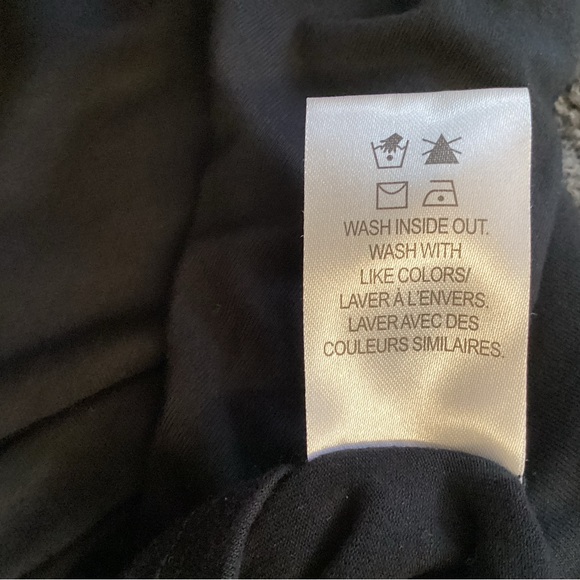 WASH INSIDE OUT.
WASH WITH
LIKE COLORS/
LAVER À L'ENVERS.
LAVER AVEC DES
COULEURS SIMILAIRES.